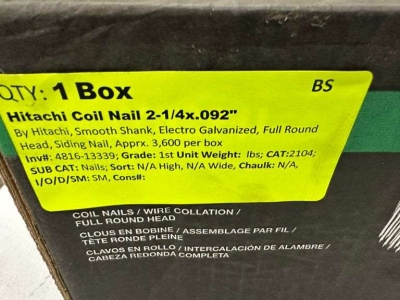 QTY: 1 Box BS
Hitachi Coil Nail 2-1/4x.092"
By Hitachi, Smooth Shank, Electro Galvanized, Full Round
Head, Siding Nail, Apprx. 3,600 per box
Inv#: 4816-13339; Grade: 1st Unit Weight: lbs; CAT:2104;
SUB CAT: Nails; Sort: N/A High, N/A Wide, Chaulk: N/A,
I/O/D/SM: SM, Cons#:
COIL NAILS / WIRE COLLATION /
FULL ROUND HEAD
CLOUS EN BOBINE / ASSEMBLAGE PAR FIL /
TÊTE RONDE PLEINE
CLAVOS EN ROLLO / INTERCALACIÓN DE ALAMBRE /
CABEZA REDONDA COMPLETA